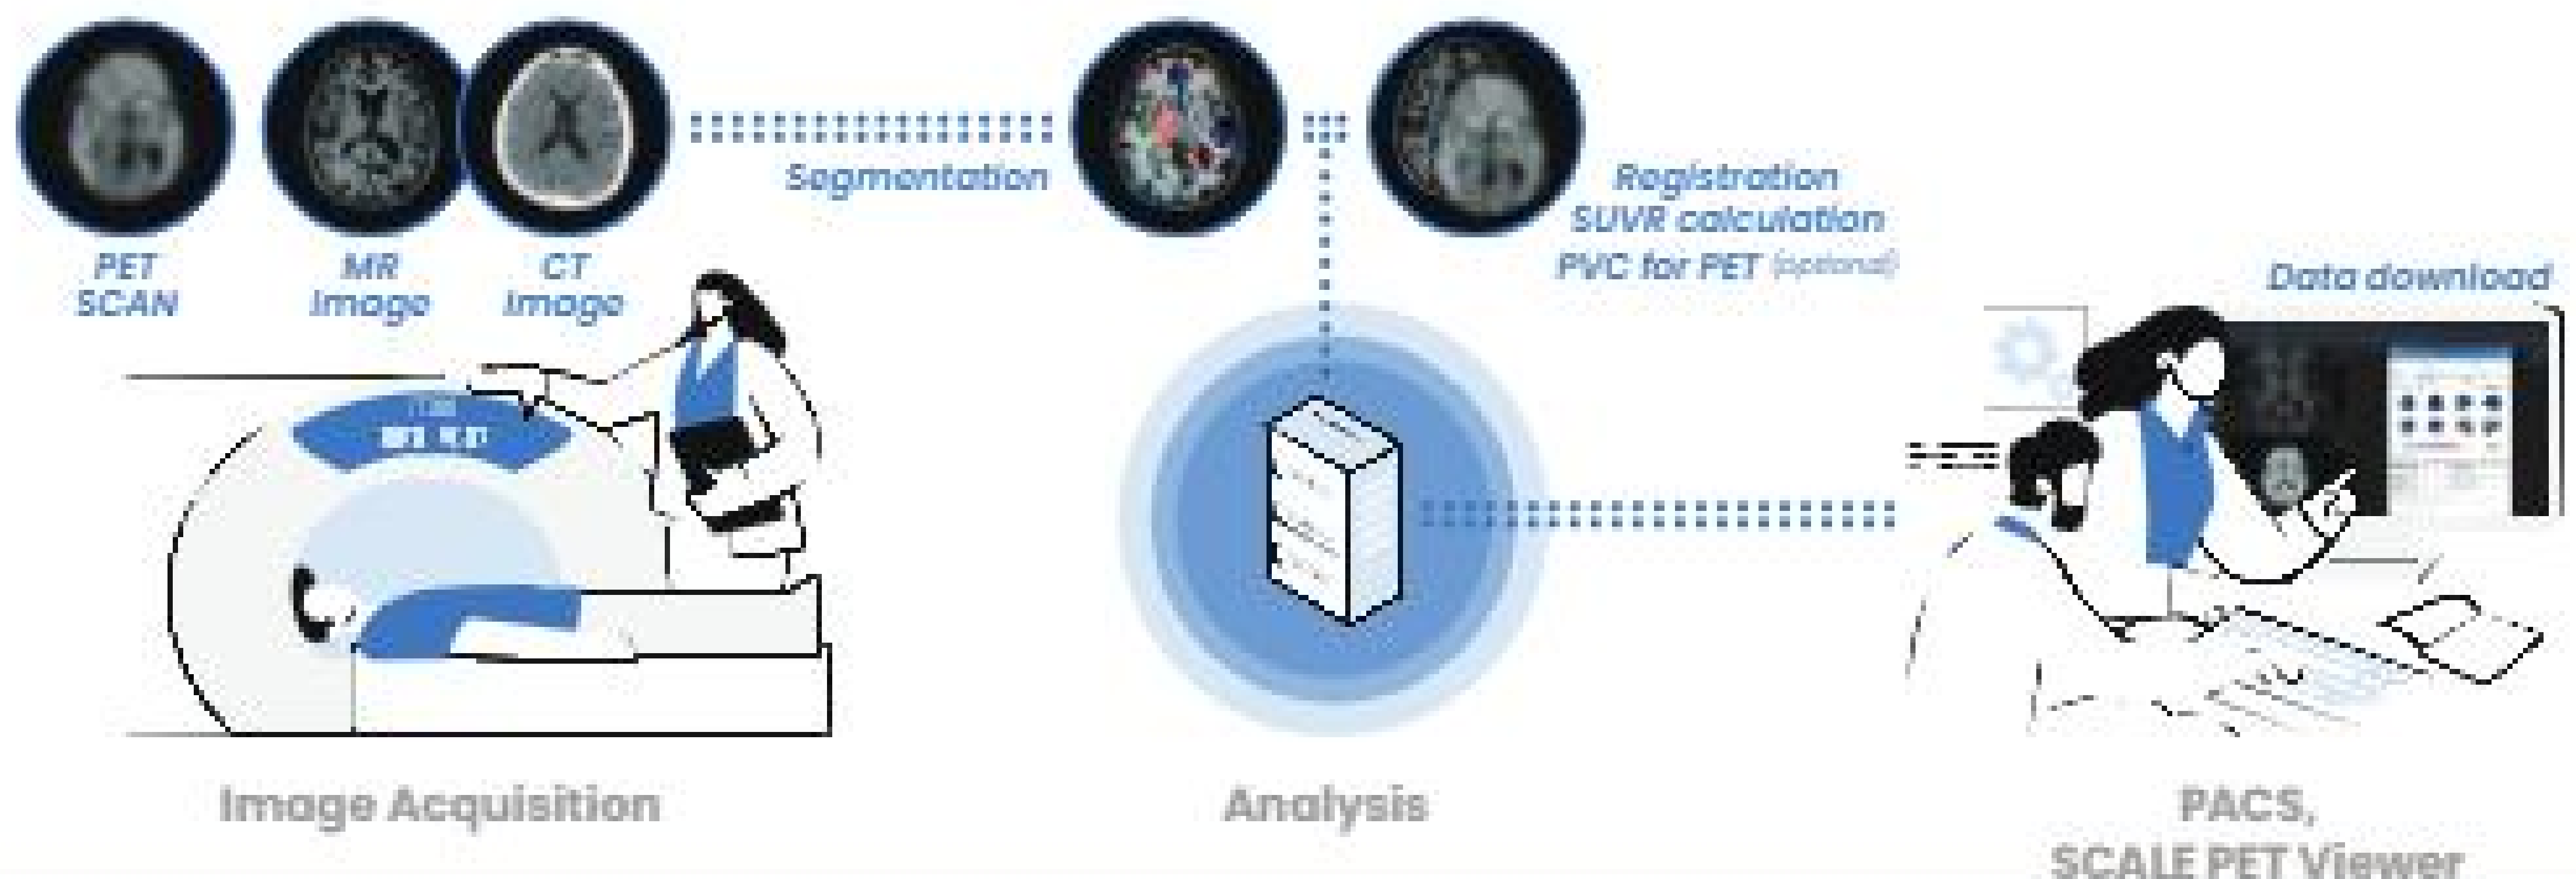 PET
SCAN
MR
Image
CT
Image
Segmentation
Registration
SUVR calculation
PVC for PET (optional)
Data download
Image Acquisition
Analysis
PACS,
SCALE PET Viewer